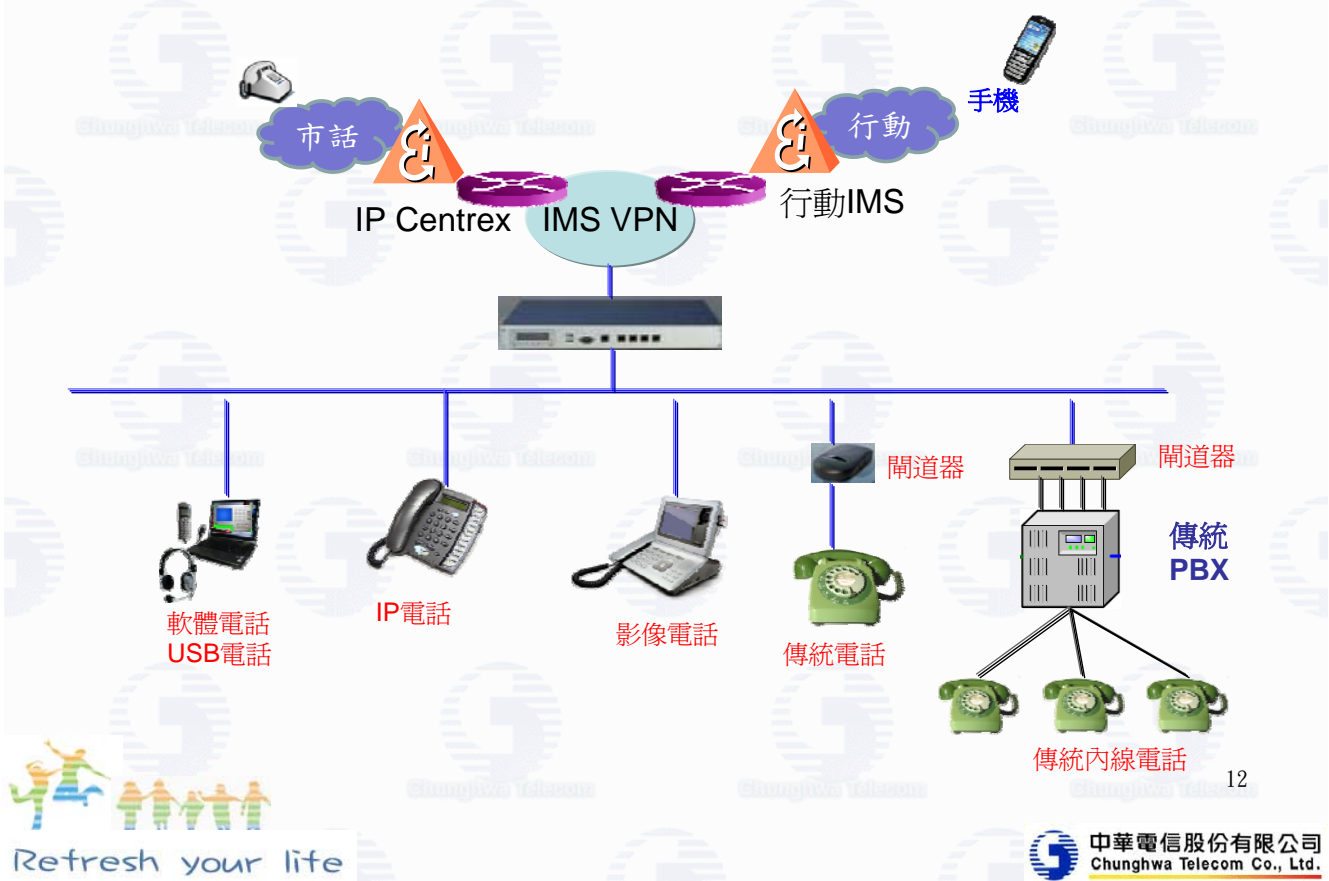 手機
市話
行動
IP Centrex
IMS VPN
行動IMS
閘道器
閘道器
傳統
PBX
軟體電話
USB電話
IP電話
影像電話
傳統電話
傳統內線電話
12
Refresh your life
中華電信股份有限公司
Chunghwa Telecom Co., Ltd.